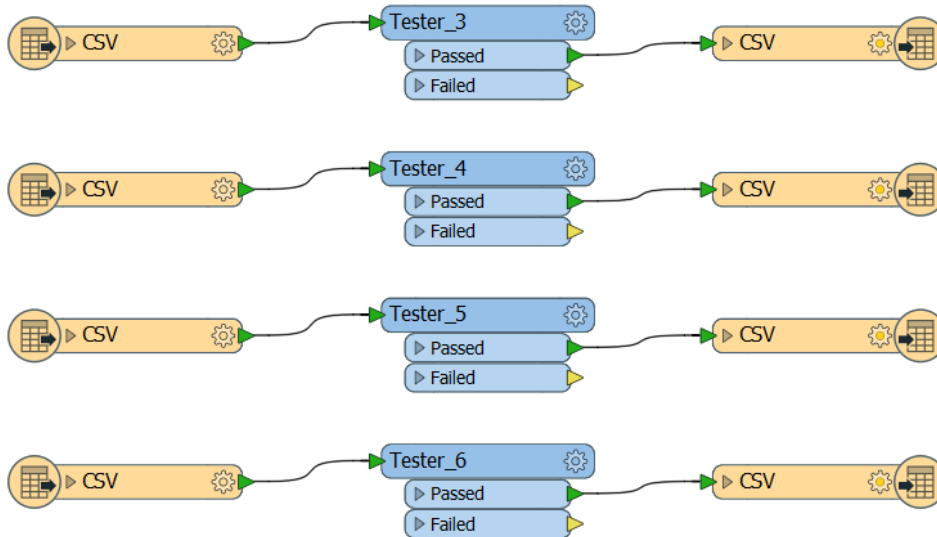 CSV Tester_3 CSV
Passed
Failed
CSV Tester_4 CSV
Passed
Failed
CSV Tester_5 CSV
Passed
Failed
CSV Tester_6 CSV
Passed
Failed